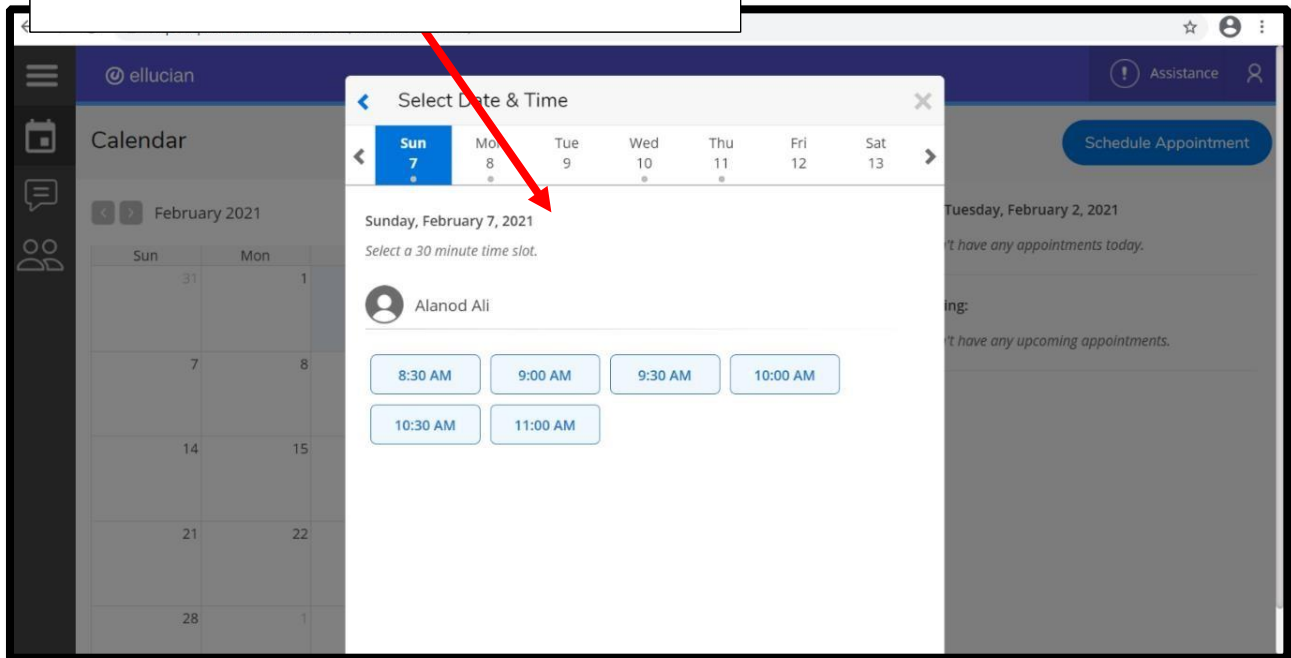 ellucian
Assistance
Calendar
Schedule Appointment
February 2021
Sun Mon
31 1
7 8
14 15
21 22
28 1
Select Date & Time
Sun Mon Tue Wed Thu Fri Sat
7 8 9 10 11 12 13
Sunday, February 7, 2021
Select a 30 minute time slot.
Alanod Ali
8:30 AM 9:00 AM 9:30 AM 10:00 AM
10:30 AM 11:00 AM
Tuesday, February 2, 2021
't have any appointments today.
ing:
't have any upcoming appointments.